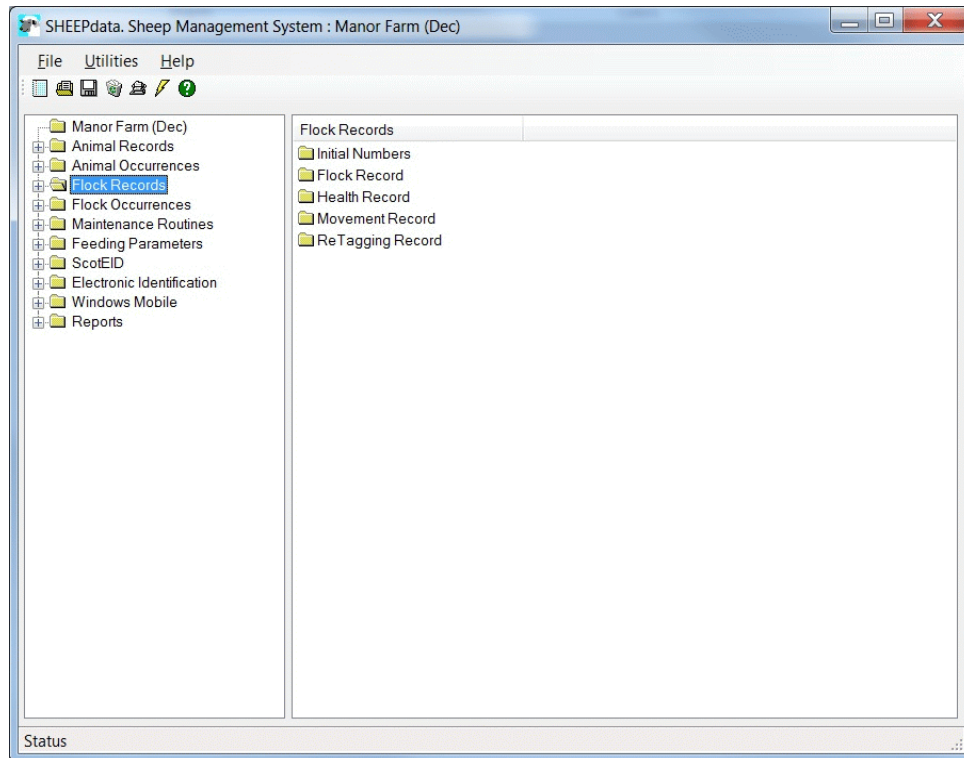 SHEEPdata. Sheep Management System : Manor Farm (Dec)
File Utilities Help
Manor Farm (Dec)
Animal Records
Animal Occurrences
Flock Records
Flock Occurrences
Maintenance Routines
Feeding Parameters
ScotEID
Electronic Identification
Windows Mobile
Reports
Flock Records
Initial Numbers
Flock Record
Health Record
Movement Record
ReTagging Record
Status